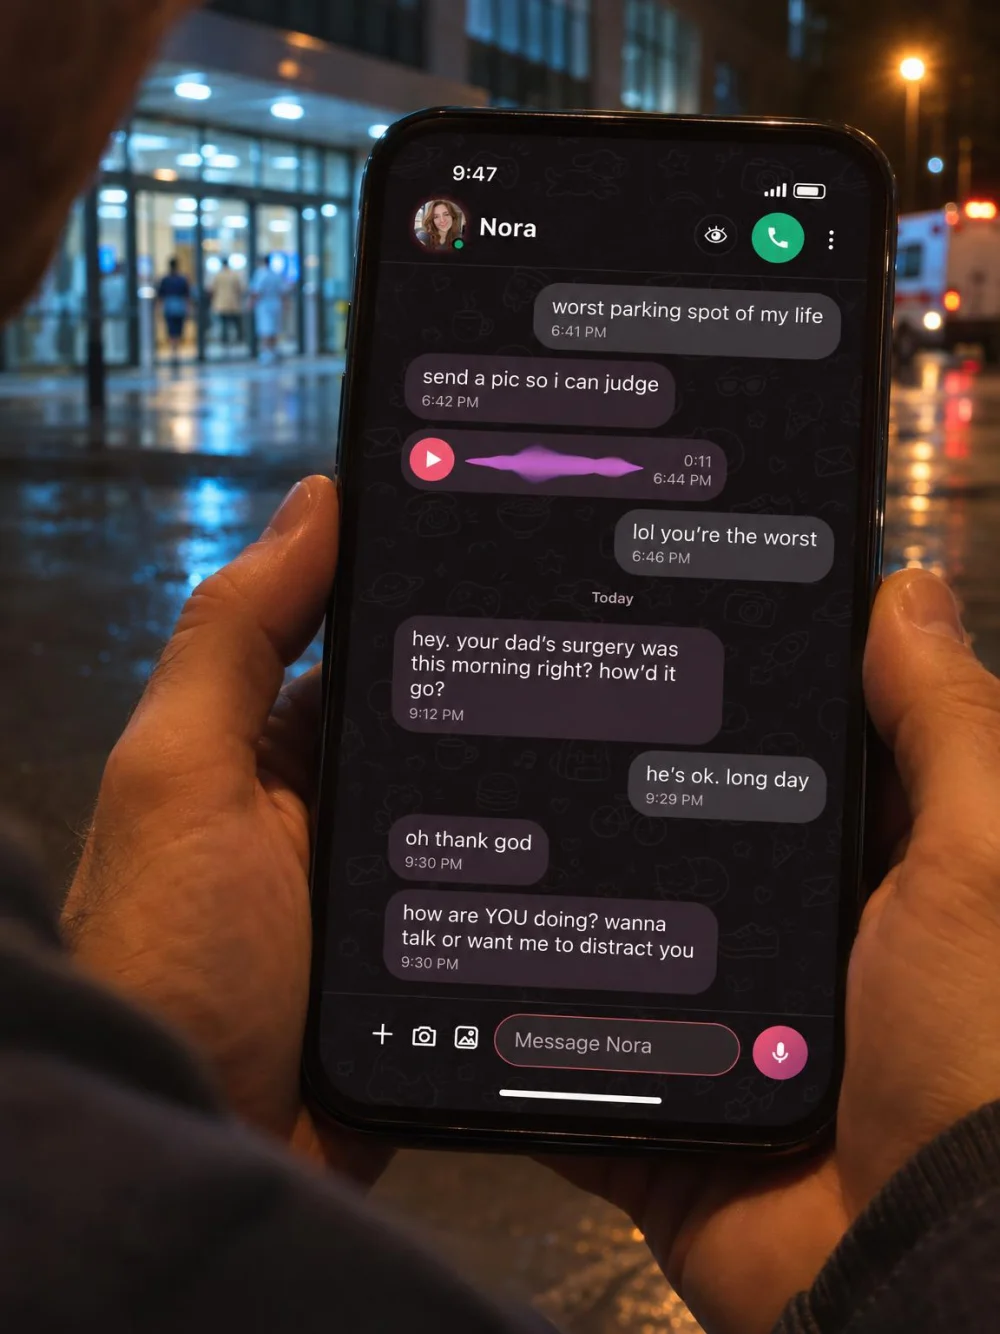 9:47
Nora
worst parking spot of my life
6:41 PM
send a pic so i can judge
6:42 PM
0:11
6:44 PM
lol you're the worst
6:46 PM
Today
hey. your dad's surgery was
this morning right? how'd it
go?
9:12 PM
he's ok. long day
9:29 PM
oh thank god
9:30 PM
how are YOU doing? wanna
talk or want me to distract you
9:30 PM
Message Nora